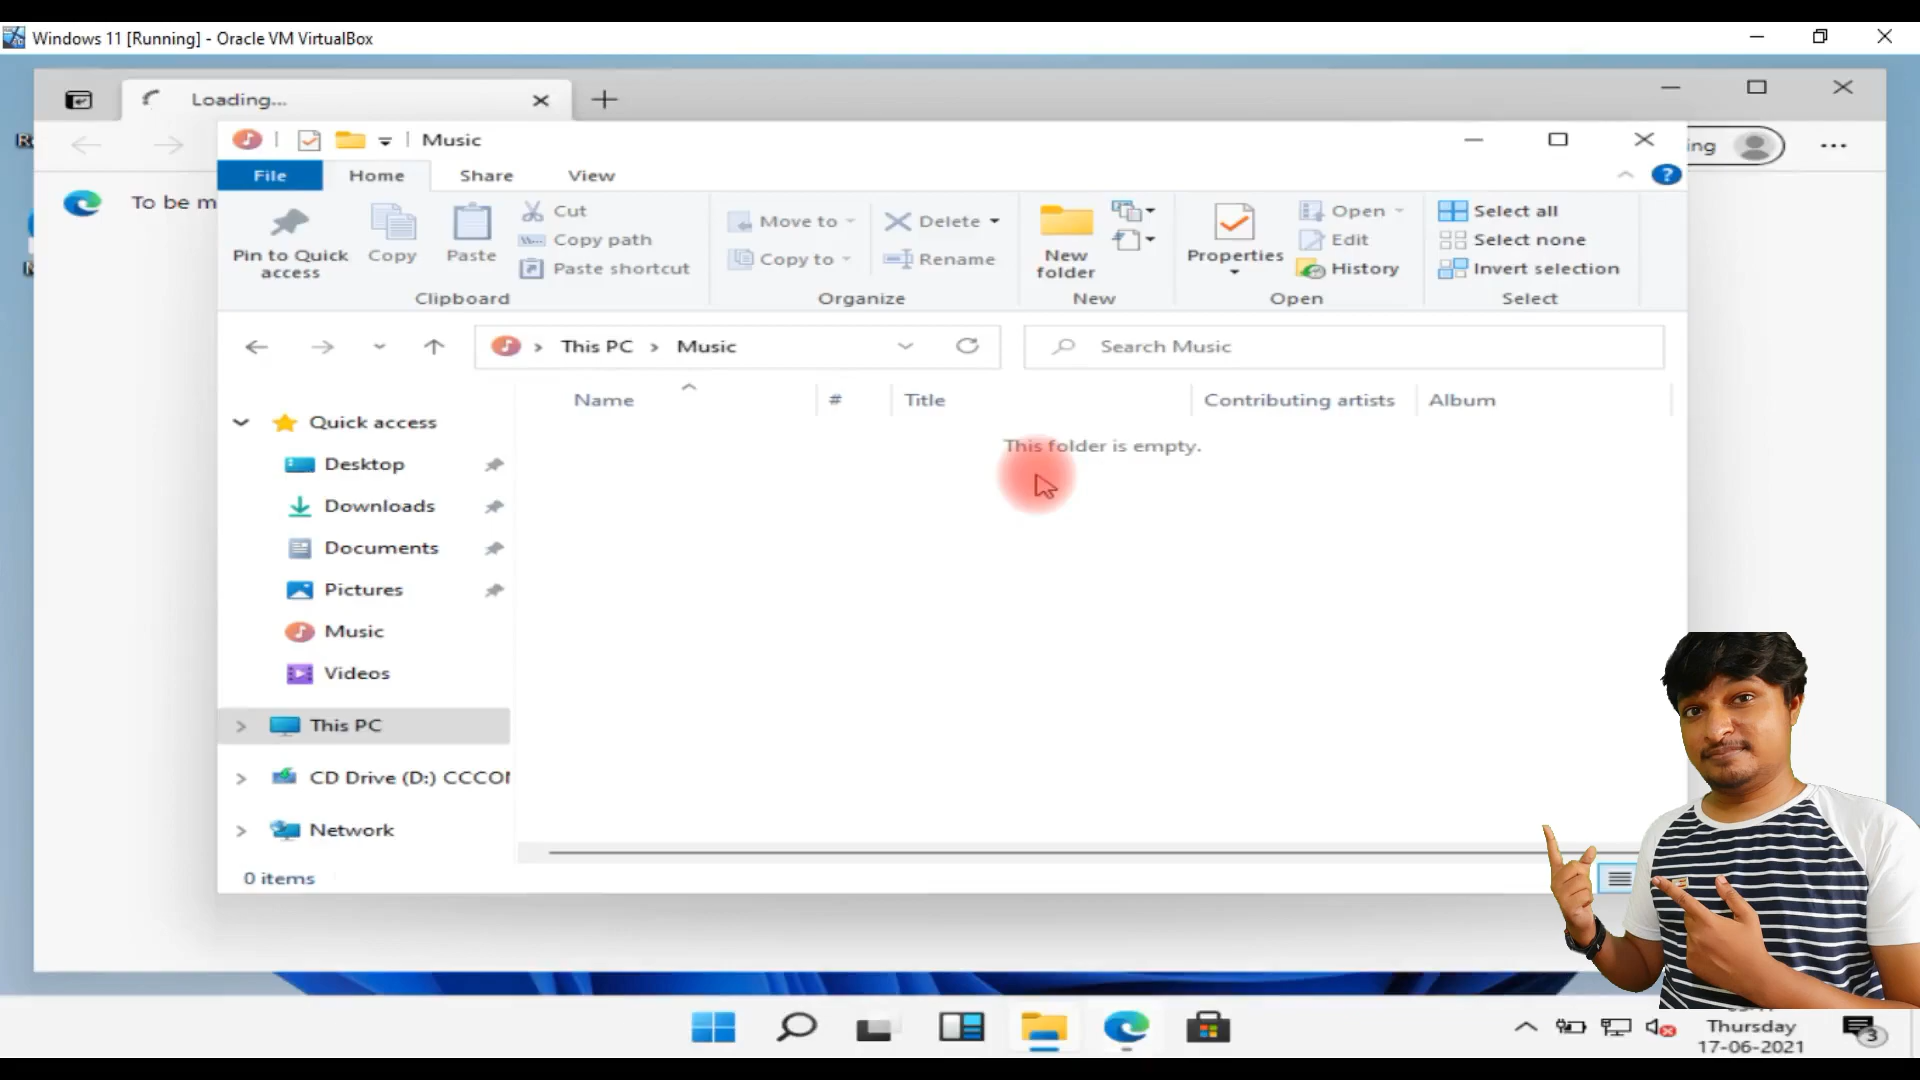 Windows 11 [Running] - Oracle VM VirtualBox
Loading...
Music
ing
To be m
File Home Share View
Pin to Quick access
Copy
Paste
Cut
Copy path
Paste shortcut
Clipboard
Move to
Copy to
Delete
Rename
Organize
New folder
New
Properties
Open
Edit
History
Open
Select all
Select none
Invert selection
Select
This PC > Music
Search Music
Name # Title Contributing artists Album
This folder is empty.
Quick access
Desktop
Downloads
Documents
Pictures
Music
Videos
This PC
CD Drive (D:) CCCO
Network
0 items
Thursday
17-06-2021
3